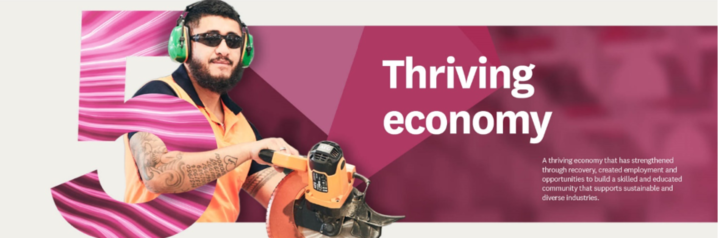 5
Thriving
economy
A thriving economy that has strengthened
through recovery, created employment and
opportunities to build a skilled and educated
community that supports sustainable and
diverse industries.